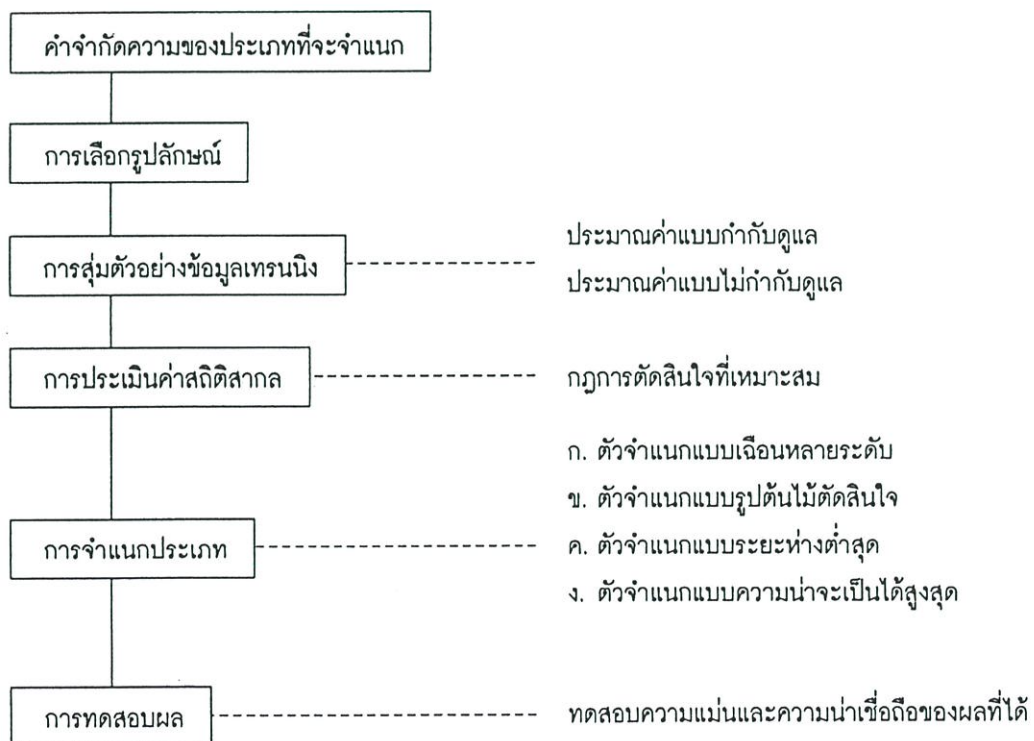 คำจำกัดความของประเภทที่จะจำแนก
การเลือกรูปลักษณ์
การสุ่มตัวอย่างข้อมูลเทรนนิง
ประมาณค่าแบบกำกับดูแล
ประมาณค่าแบบไม่กำกับดูแล
การประเมินค่าสถิติสากล
กฎการตัดสินใจที่เหมาะสม
ก. ตัวจำแนกแบบเฉือนหลายระดับ
ข. ตัวจำแนกแบบรูปต้นไม้ตัดสินใจ
การจำแนกประเภท
ค. ตัวจำแนกแบบระยะห่างต่ำสุด
ง. ตัวจำแนกแบบความน่าจะเป็นได้สูงสุด
การทดสอบผล
ทดสอบความแม่นและความน่าเชื่อถือของผลที่ได้